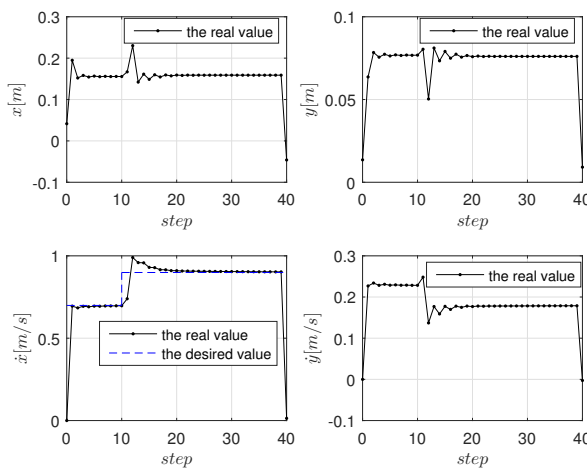 0.3
0.2
0.1
0
-0.1
x[m]
0 10 20 30 40
step
the real value
0.1
0.05
0
y[m]
0 10 20 30 40
step
the real value
1
0.5
0
ẋ[m/s]
0 10 20 30 40
step
the real value
the desired value
0.3
0.2
0.1
0
-0.1
ẏ[m/s]
0 10 20 30 40
step
the real value